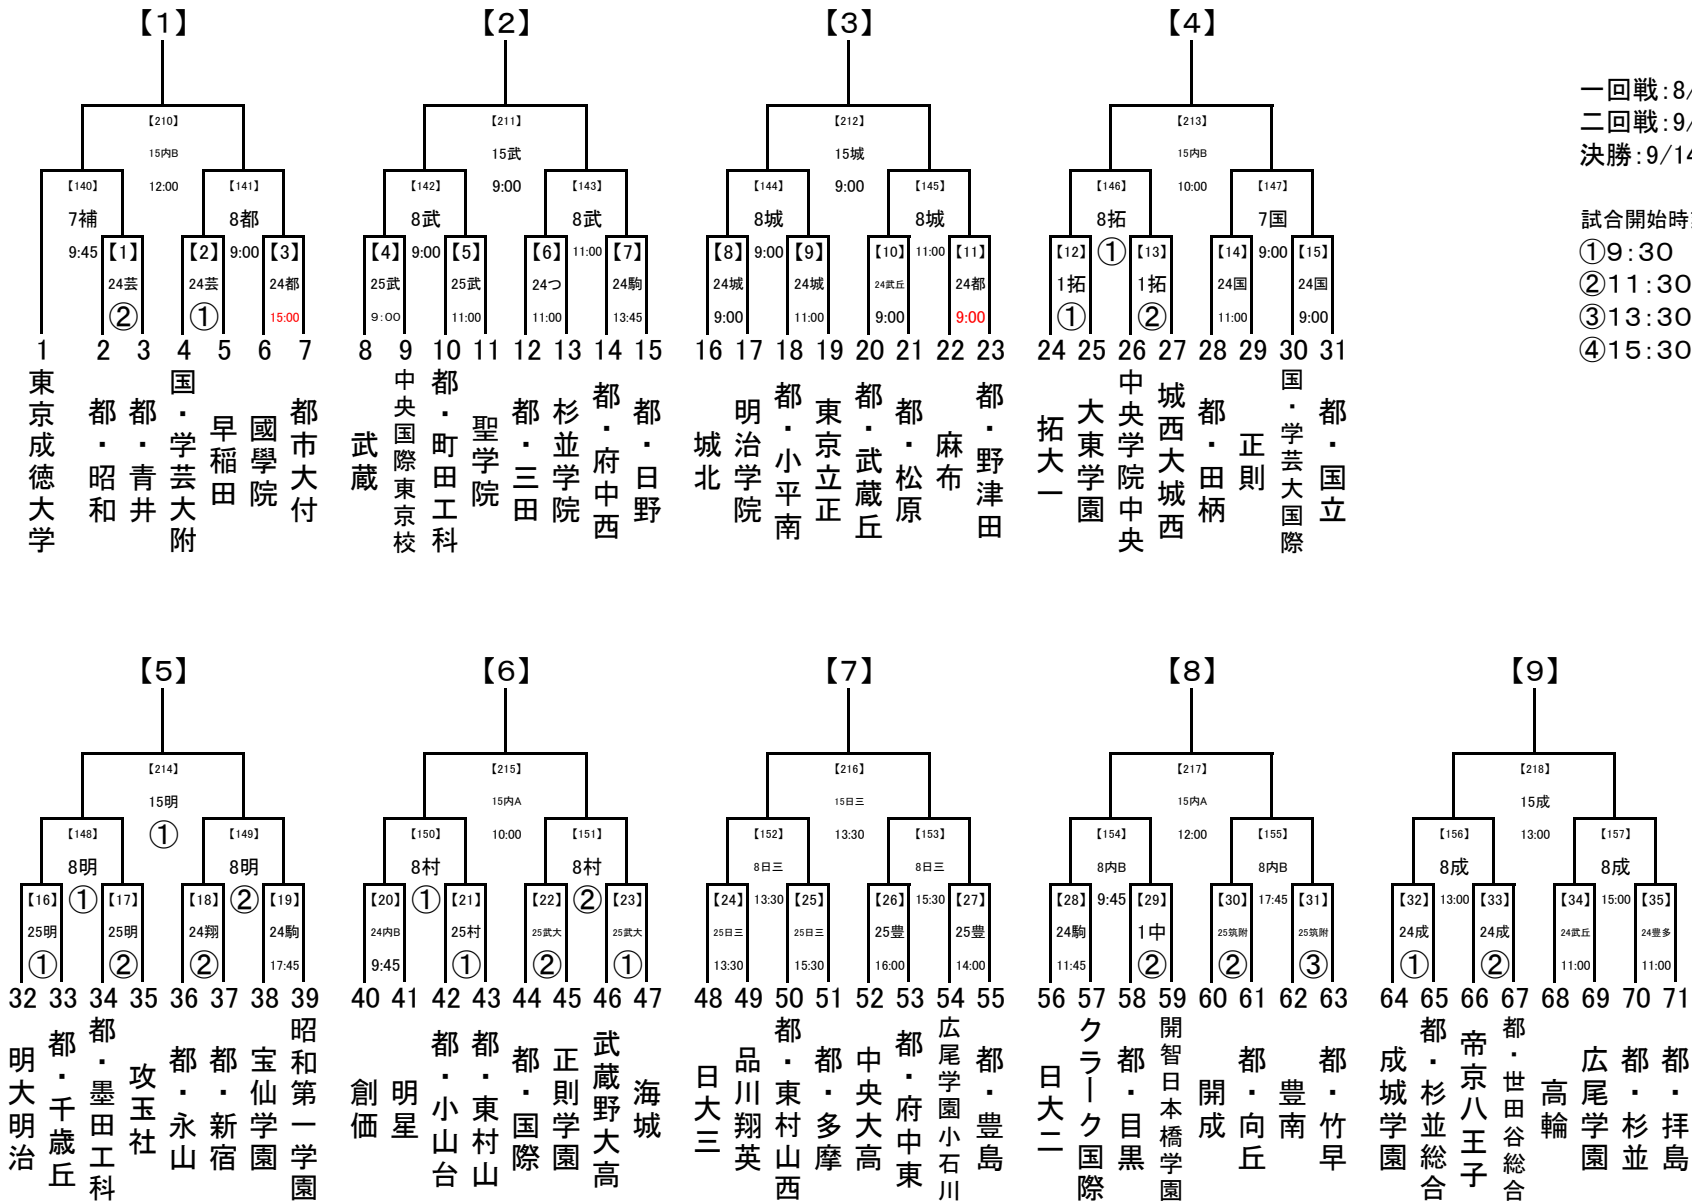 【1】 【2】 【3】 【4】
一回戦:8/
二回戦:9/
決勝:9/14
【210】 【211】 【212】 【213】
15内B 15武 15城 15内B
【140】 12:00 【141】 【142】 9:00 【143】 【144】 9:00 【145】 【146】 10:00 【147】
7補 8都 8武 8武 8城 8城 8拓 7国
試合開始時
①9:30
②11:30
③13:30
④15:30
9:45 【1】 【2】 9:00 【3】 【4】 9:00 【5】 【6】 11:00 【7】 【8】 9:00 【9】 【10】 11:00 【11】 【12】 ① 【13】 【14】 9:00 【15】
24芸 24芸 24都 25武 25武 24つ 24駒 24城 24城 24武丘 24都 1拓 1拓 24国 24国
② ① 15:00 9:00 11:00 11:00 13:45 9:00 11:00 9:00 9:00 ① ② 11:00 9:00
1 2 3 4 5 6 7 8 9 10 11 12 13 14 15 16 17 18 19 20 21 22 23 24 25 26 27 28 29 30 31
東京成徳大学
都・昭和
都・青井
国・学芸大附
早稲田
國學院
都市大付
武蔵
中央国際東京校
都・町田工科
聖学院
都・三田
杉並学院
都・府中西
都・日野
城北
明治学院
都・小平南
東京立正
都・武蔵丘
都・松原
麻布
都・野津田
拓大一
大東学園
中央学院中央
城西大城西
都・田柄
正則
国・学芸大国際
都・国立
【5】 【6】 【7】 【8】 【9】
【214】 【215】 【216】 【217】 【218】
15明 15内A 15日三 15内A 15成
【148】 ① 【149】 【150】 10:00 【151】 【152】 13:30 【153】 【154】 12:00 【155】 【156】 13:00 【157】
8明 8明 8村 8村 8日三 8日三 8内B 8内B 8成 8成
【16】 ① 【17】 【18】 ② 【19】 【20】 ① 【21】 【22】 ② 【23】 【24】 13:30 【25】 【26】 15:30 【27】 【28】 9:45 【29】 【30】 17:45 【31】 【32】 13:00 【33】 【34】 15:00 【35】
25明 25明 24翔 24駒 24内B 25村 25武大 25武大 25日三 25日三 25豊 25豊 24駒 1中 25筑附 25筑附 24成 24成 24武丘 24豊多
① ② ② 17:45 9:45 ① ② ① 13:30 15:30 16:00 14:00 11:45 ② ② ③ ① ② 11:00 11:00
32 33 34 35 36 37 38 39 40 41 42 43 44 45 46 47 48 49 50 51 52 53 54 55 56 57 58 59 60 61 62 63 64 65 66 67 68 69 70 71
明大明治
都・千歳丘
都・墨田工科
攻玉社
都・永山
都・新宿
宝仙学園
昭和第一学園
創価
明星
都・小山台
都・東村山
都・国際
正則学園
武蔵野大高
海城
日大三
品川翔英
都・東村山西
都・多摩
中央大高
都・府中東
広尾学園小石川
都・豊島
日大二
クラーク国際
都・目黒
開智日本橋学園
開成
都・向丘
豊南
都・竹早
成城学園
都・杉並総合
帝京八王子
都・世田谷総合
高輪
広尾学園
都・杉並
都・拝島